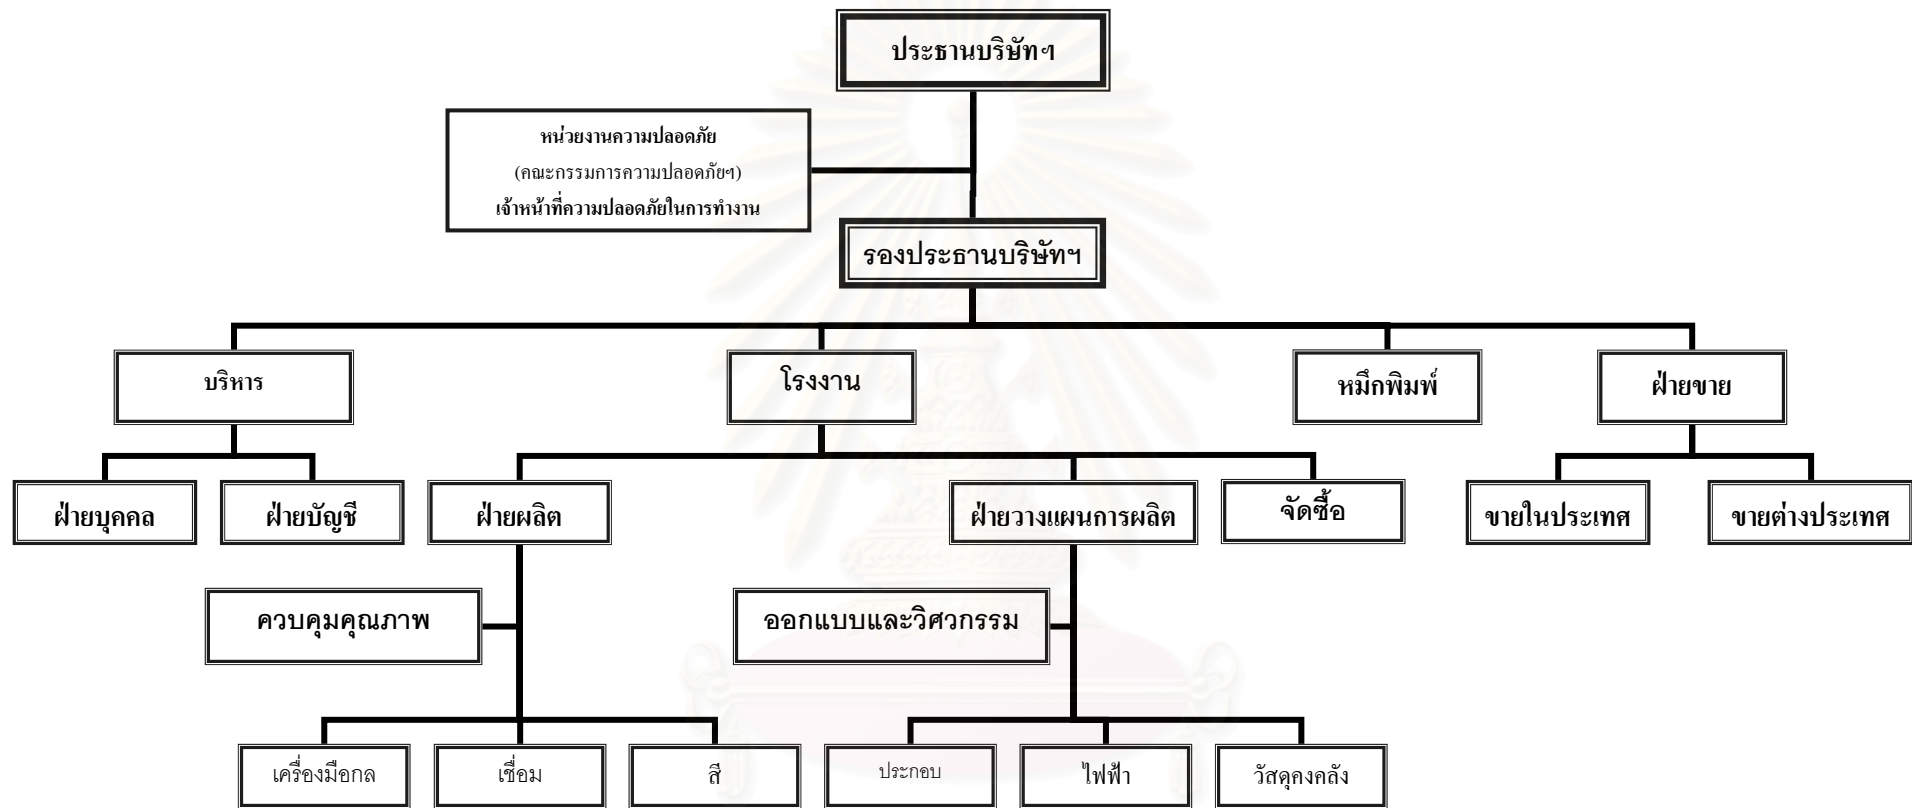 ประธานบริษัทฯ
หน่วยงานความปลอดภัย
(คณะกรรมการความปลอดภัยฯ)
เจ้าหน้าที่ความปลอดภัยในการทำงาน
รองประธานบริษัทฯ
บริหาร
โรงงาน
หมึกพิมพ์
ฝ่ายขาย
ฝ่ายบุคคล
ฝ่ายบัญชี
ฝ่ายผลิต
ฝ่ายวางแผนการผลิต
จัดซื้อ
ขายในประเทศ
ขายต่างประเทศ
ควบคุมคุณภาพ
ออกแบบและวิศวกรรม
เครื่องมือกล
เชื่อม
สี
ประกอบ
ไฟฟ้า
วัสดุคงคลัง